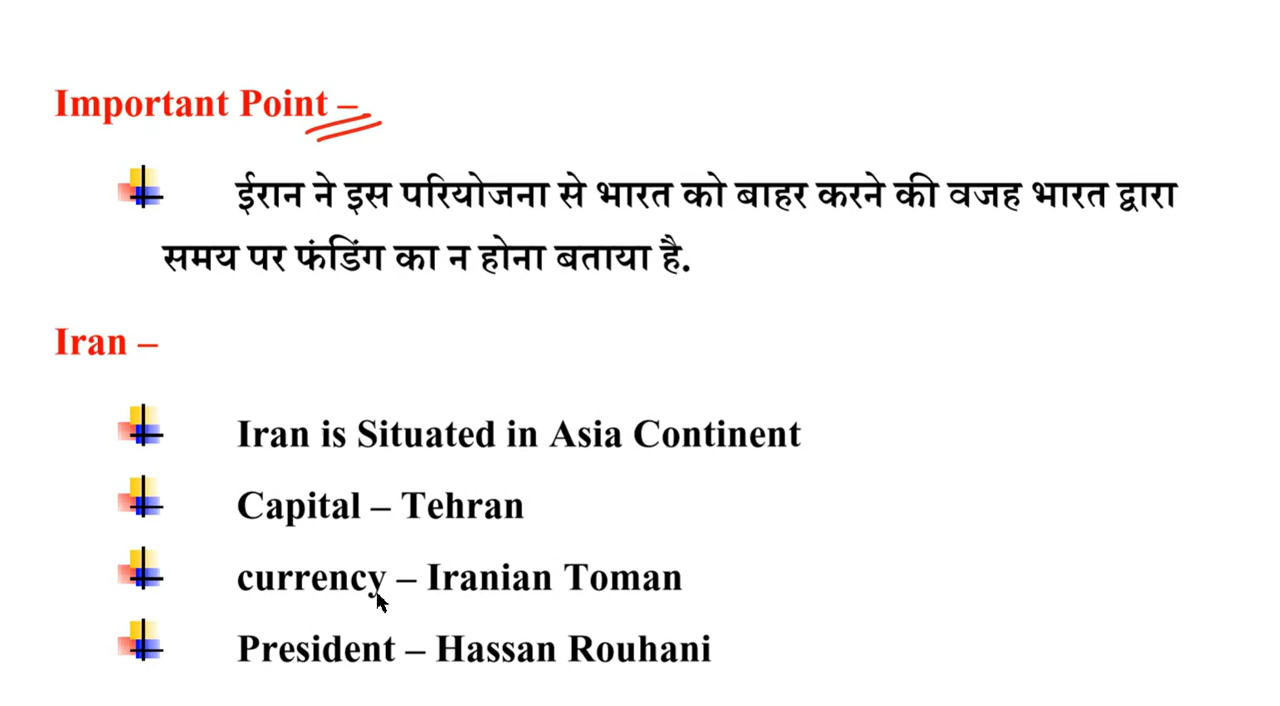 Important Point –
ईरान ने इस परियोजना से भारत को बाहर करने की वजह भारत द्वारा
समय पर फंडिंग का न होना बताया है.
Iran –
Iran is Situated in Asia Continent
Capital – Tehran
currency – Iranian Toman
President – Hassan Rouhani